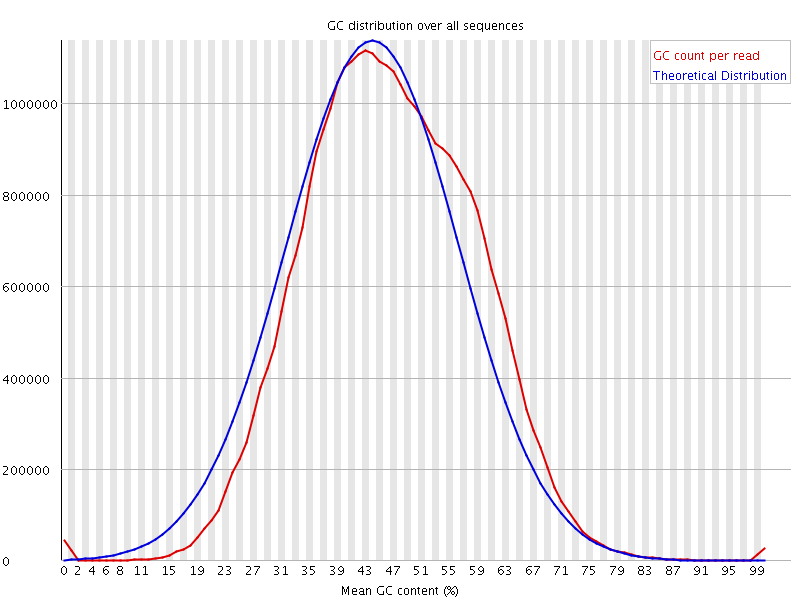 GC distribution over all sequences
GC count per read
Theoretical Distribution
1000000
800000
600000
400000
200000
0
0 2 4 6 8 11 15 19 23 27 31 35 39 43 47 51 55 59 63 67 71 75 79 83 87 91 95 99
Mean GC content (%)